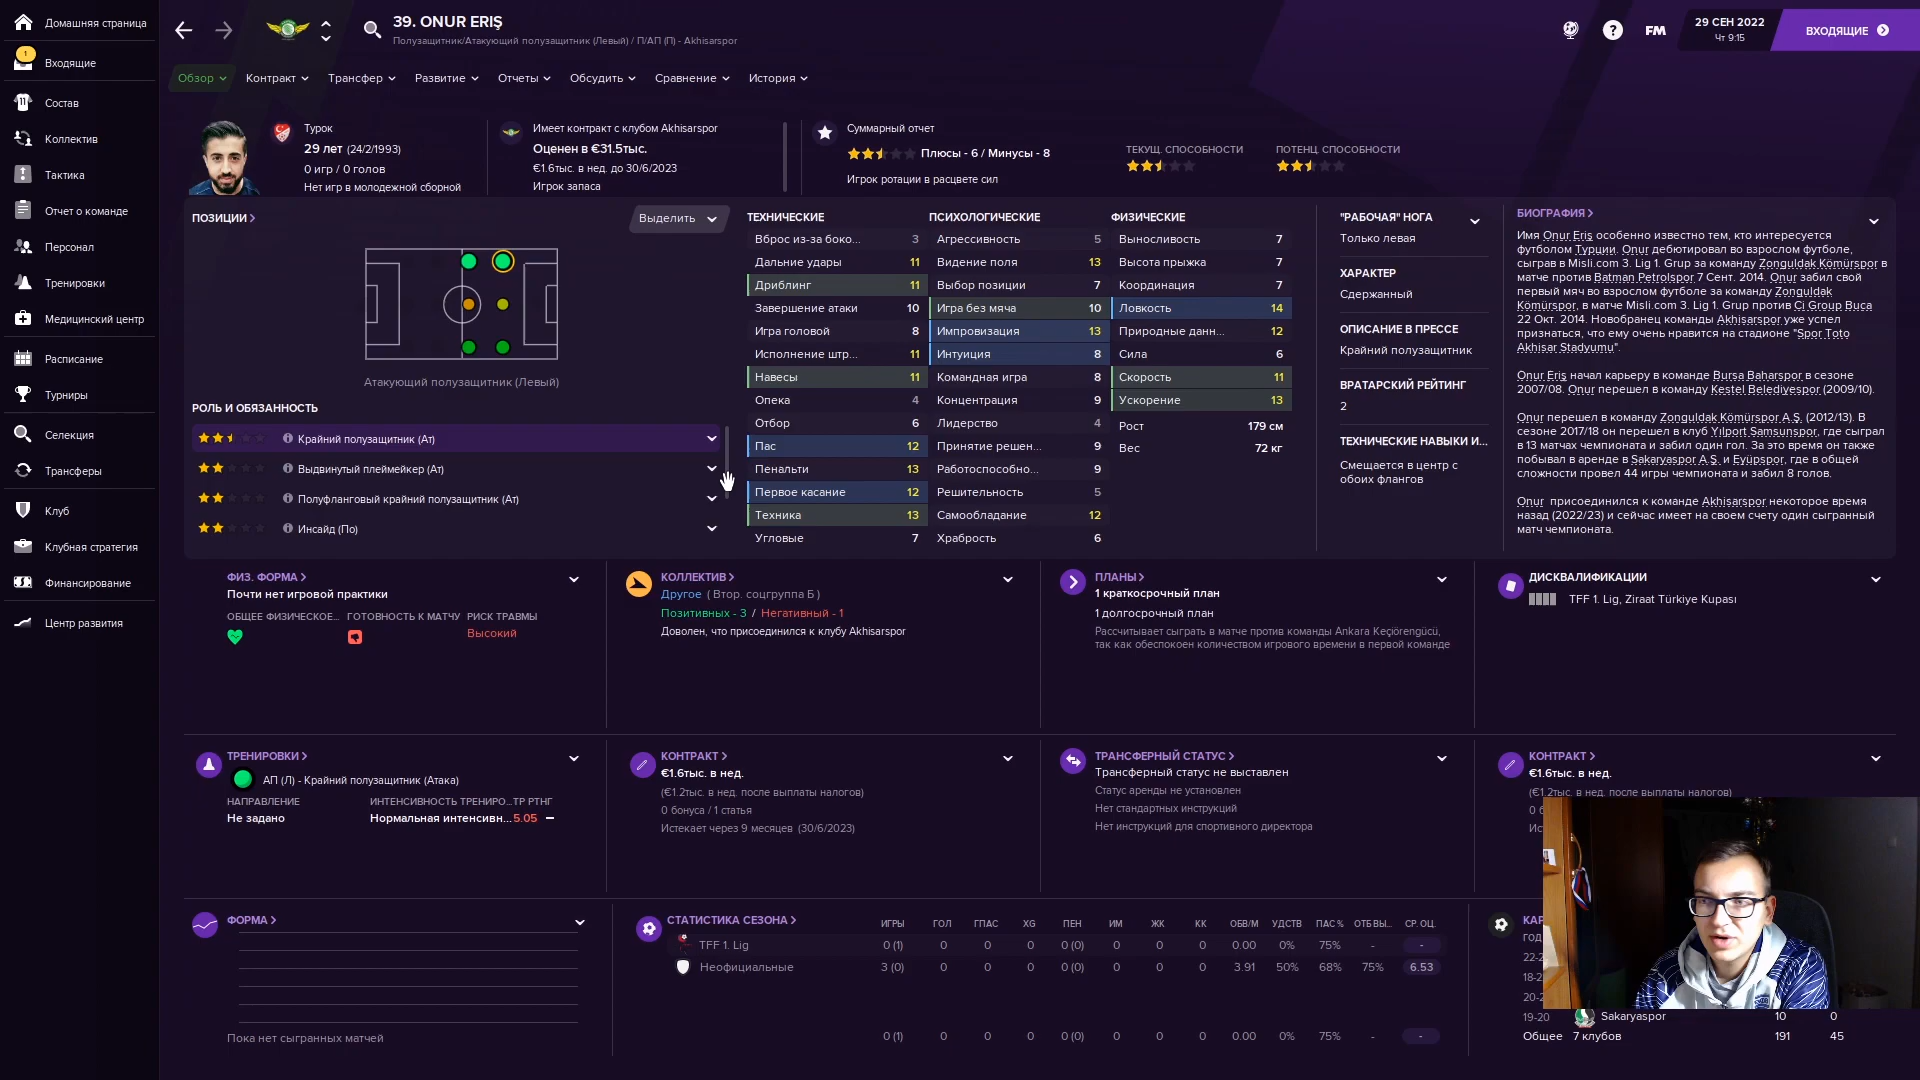 Домашняя страница
1
Входящие
Состав
Коллектив
Тактика
Отчет о команде
Персонал
Тренировки
Медицинский центр
Расписание
Турниры
Селекция
Трансферы
Клуб
Клубная стратегия
Финансирование
Центр развития
39. ONUR ERIŞ
Полузащитник/Атакующий полузащитник (Левый) / П/АП (П) - Akhisarspor
FM
29 СЕН 2022
Чт 9:15
ВХОДЯЩИЕ
Обзор Контракт Трансфер Развитие Отчеты Обсудить Сравнение История
Турок
29 лет (24/2/1993)
0 игр / 0 голов
Нет игр в молодежной сборной
Имеет контракт с клубом Akhisarspor
Оценен в €31.5тыс.
€1.6тыс. в нед. до 30/6/2023
Игрок запаса
Суммарный отчет
Плюсы - 6 / Минусы - 8
Игрок ротации в расцвете сил
ТЕКУЩ. СПОСОБНОСТИ
ПОТЕНЦ. СПОСОБНОСТИ
ПОЗИЦИИ
Выделить
Атакующий полузащитник (Левый)
РОЛЬ И ОБЯЗАННОСТЬ
Крайний полузащитник (Ат)
Выдвинутый плеймейкер (Ат)
Полуфланговый крайний полузащитник (Ат)
Инсайд (По)
ТЕХНИЧЕСКИЕ
Вброс из-за боко... 3
Дальние удары 11
Дриблинг 11
Завершение атаки 10
Игра головой 8
Исполнение штр... 11
Навесы 11
Опека 4
Отбор 6
Пас 12
Пенальти 13
Первое касание 12
Техника 13
Угловые 7
ПСИХОЛОГИЧЕСКИЕ
Агрессивность 5
Видение поля 13
Выбор позиции 7
Игра без мяча 10
Импровизация 13
Интуиция 8
Командная игра 8
Концентрация 9
Лидерство 4
Принятие решен... 9
Работоспособно... 9
Решительность 5
Самообладание 12
Храбрость 6
ФИЗИЧЕСКИЕ
Выносливость 7
Высота прыжка 7
Координация 7
Ловкость 14
Природные данн... 12
Сила 6
Скорость 11
Ускорение 13
Рост 179 см
Вес 72 кг
"РАБОЧАЯ" НОГА
Только левая
ХАРАКТЕР
Сдержанный
ОПИСАНИЕ В ПРЕССЕ
Крайний полузащитник
ВРАТАРСКИЙ РЕЙТИНГ
2
ТЕХНИЧЕСКИЕ НАВЫКИ И...
Смещается в центр с
обоих флангов
БИОГРАФИЯ
Имя Onur Eriş особенно известно тем, кто интересуется
футболом Турции. Onur дебютировал во взрослом футболе,
сыграв в Misli.com 3. Lig 1. Grup за команду Zonguldak Kömürspor в
матче против Batman Petrolspor 7 Сент. 2014. Onur забил свой
первый мяч во взрослом футболе за команду Zonguldak
Kömürspor, в матче Misli.com 3. Lig 1. Grup против Ci Group Buca
22 Окт. 2014. Новобранец команды Akhisarspor уже успел
признаться, что ему очень нравится на стадионе "Spor Toto
Akhisar Stadyumu".
Onur Eriş начал карьеру в команде Bursa Baharspor в сезоне
2007/08. Onur перешел в команду Kestel Belediyespor (2009/10).
Onur перешел в команду Zonguldak Kömürspor A.Ş. (2012/13). В
сезоне 2017/18 он перешел в клуб Yılport Samsunspor, где сыграл
в 13 матчах чемпионата и забил один гол. За это время он также
побывал в аренде в Sakaryaspor A.Ş. и Eyüpspor, где в общей
сложности провел 44 игры чемпионата и забил 8 голов.
Onur присоединился к команде Akhisarspor некоторое время
назад (2022/23) и сейчас имеет на своем счету один сыгранный
матч чемпионата.
ФИЗ. ФОРМА
Почти нет игровой практики
ОБЩЕЕ ФИЗИЧЕСКОЕ... ГОТОВНОСТЬ К МАТЧУ РИСК ТРАВМЫ
Высокий
КОЛЛЕКТИВ
Другое ( Втор. соцгруппа Б )
Позитивных - 3 / Негативный - 1
Доволен, что присоединился к клубу Akhisarspor
ПЛАНЫ
1 краткосрочный план
1 долгосрочный план
Рассчитывает сыграть в матче против команды Ankara Keçiörengücü,
так как обеспокоен количеством игрового времени в первой команде
ДИСКВАЛИФИКАЦИИ
TFF 1. Lig, Ziraat Türkiye Kupası
ТРЕНИРОВКИ
АП (Л) - Крайний полузащитник (Атака)
НАПРАВЛЕНИЕ ИНТЕНСИВНОСТЬ ТРЕНИРО... ТР РТНГ
Не задано Нормальная интенсивн... 5.05
КОНТРАКТ
€1.6тыс. в нед.
(€1.2тыс. в нед. после выплаты налогов)
0 бонуса / 1 статья
Истекает через 9 месяцев (30/6/2023)
ТРАНСФЕРНЫЙ СТАТУС
Трансферный статус не выставлен
Статус аренды не установлен
Нет стандартных инструкций
Нет инструкций для спортивного директора
КОНТРАКТ
€1.6тыс. в нед.
(€1.2тыс. в нед. после выплаты налогов)
ФОРМА
Пока нет сыгранных матчей
СТАТИСТИКА СЕЗОНА ИГРЫ ГОЛ ГПАС XG ПЕН ИМ ЖК КК ОБВ/М УДСТВ ПАС % ОТБ ВЫ... СР. ОЦ.
TFF 1. Lig 0 (1) 0 0 0 0 (0) 0 0 0 0.00 0% 75% - -
Неофициальные 3 (0) 0 0 0 0 (0) 0 0 0 3.91 50% 68% 75% 6.53
0 (1) 0 0 0 0 (0) 0 0 0 0.00 0% 75% - -
19-20 Sakaryaspor 10 0
Общее 7 клубов 191 45